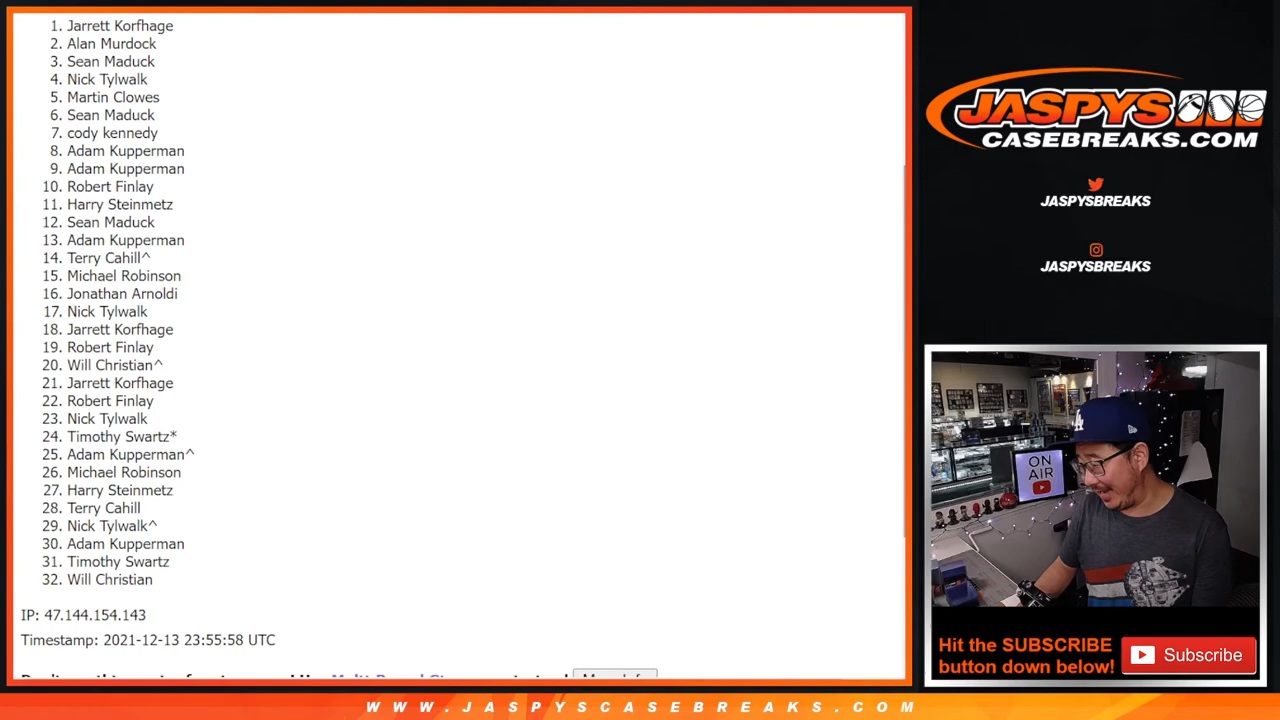 1. Jarrett Korfhage
2. Alan Murdock
3. Sean Maduck
4. Nick Tylwalk
5. Martin Clowes
6. Sean Maduck
7. cody kennedy
8. Adam Kupperman
9. Adam Kupperman
10. Robert Finlay
11. Harry Steinmetz
12. Sean Maduck
13. Adam Kupperman
14. Terry Cahill^
15. Michael Robinson
16. Jonathan Arnoldi
17. Nick Tylwalk
18. Jarrett Korfhage
19. Robert Finlay
20. Will Christian^
21. Jarrett Korfhage
22. Robert Finlay
23. Nick Tylwalk
24. Timothy Swartz*
25. Adam Kupperman^
26. Michael Robinson
27. Harry Steinmetz
28. Terry Cahill
29. Nick Tylwalk^
30. Adam Kupperman
31. Timothy Swartz
32. Will Christian
IP: 47.144.154.143
Timestamp: 2021-12-13 23:55:58 UTC
JASPYS
CASEBREAKS.COM
JASPYSBREAKS
JASPYSBREAKS
ON
AIR
LA
Hit the SUBSCRIBE
button down below!
Subscribe
WWW.JASPYSCASEBREAKS.COM